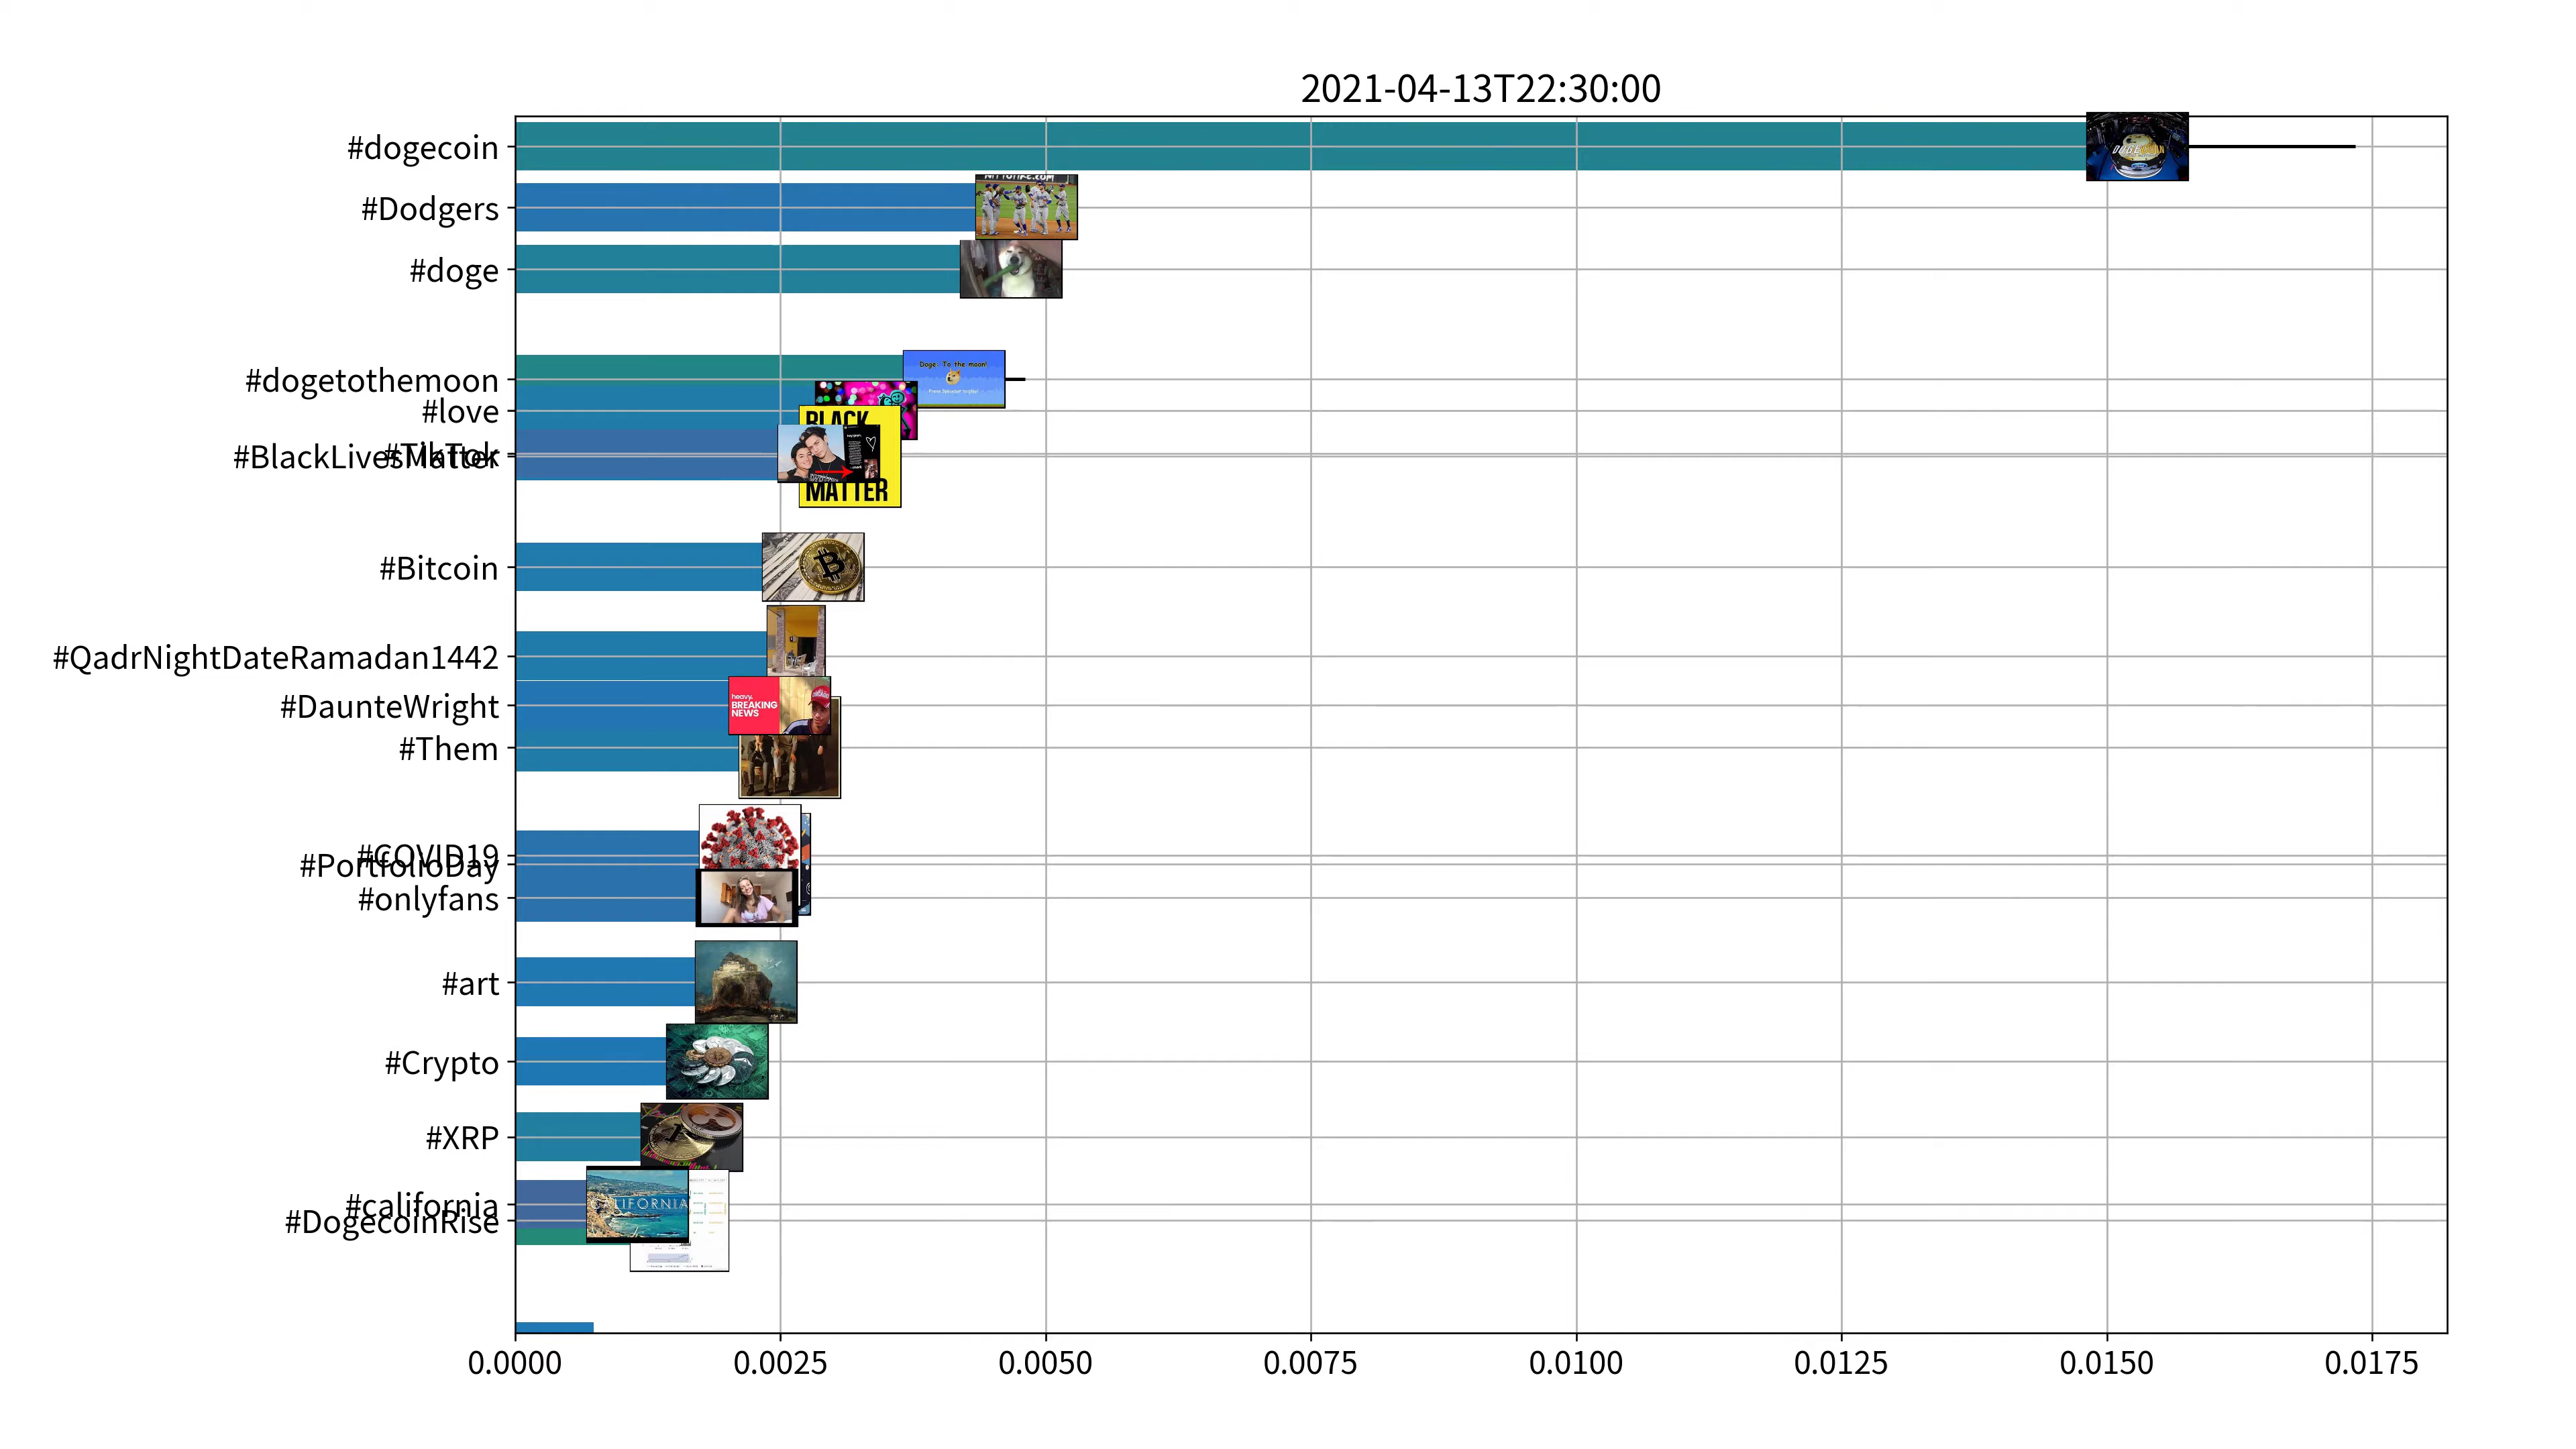 2021-04-13T22:30:00
#dogecoin
#Dodgers
#doge
#dogetothemoon
Doge: To the moon!
#love
BLACK
#BlackLivesMatter
#TikTok
MATTER
#Bitcoin
#QadrNightDateRamadan1442
#DaunteWright
heavy.
BREAKING
NEWS
#Them
#COVID19
#PortfolioDay
#onlyfans
#art
#Crypto
#XRP
#california
CALIFORNIA
#DogecoinRise
0.0000 0.0025 0.0050 0.0075 0.0100 0.0125 0.0150 0.0175